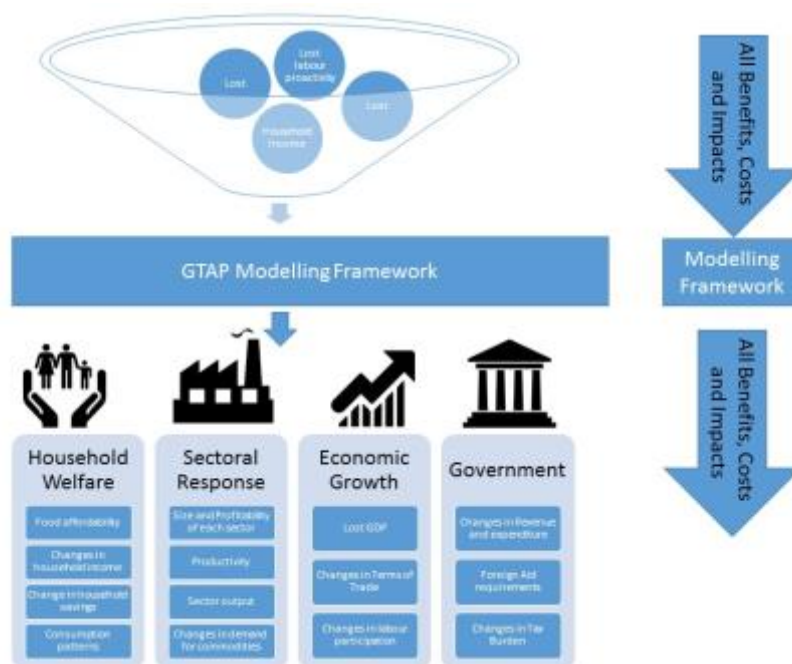 Lost
labour
proactivity
Lost
Lost
Household
Income
All Benefits, Costs
and Impacts
GTAP Modelling Framework
Modelling
Framework
All Benefits, Costs
and Impacts
Household
Welfare
Food affordability
Changes in
household income
Change in household
savings
Consumption
patterns
Sectoral
Response
Size and Profitability
of each sector
Productivity
Sector output
Changes in demand
for commodities
Economic
Growth
Lost GDP
Changes in Terms of
Trade
Changes in labour
participation
Government
Changes in Revenue
and expenditure
Foreign Aid
requirements
Changes in Tax
Burden